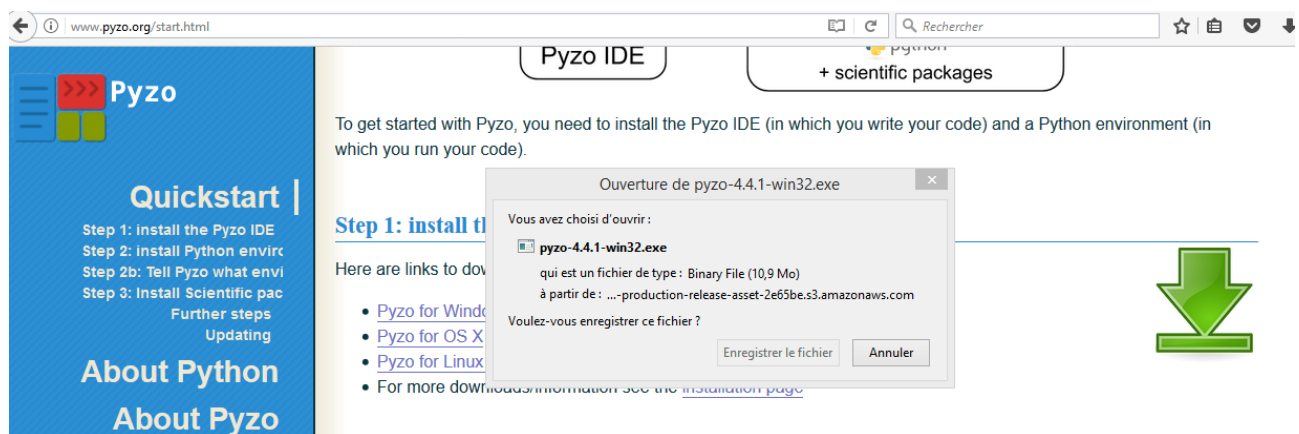 www.pyzo.org/start.html
Rechercher
Pyzo
Quickstart
Step 1: install the Pyzo IDE
Step 2: install Python enviro
Step 2b: Tell Pyzo what envi
Step 3: Install Scientific pac
Further steps
Updating
About Python
About Pyzo
Pyzo IDE
python
+ scientific packages
To get started with Pyzo, you need to install the Pyzo IDE (in which you write your code) and a Python environment (in
which you run your code).
Step 1: install t
Here are links to dow
• Pyzo for Windo
• Pyzo for OS X
• Pyzo for Linux
• For more downloads/information see the installation page
Ouverture de pyzo-4.4.1-win32.exe
Vous avez choisi d'ouvrir :
pyzo-4.4.1-win32.exe
qui est un fichier de type : Binary File (10,9 Mo)
à partir de : ...-production-release-asset-2e65be.s3.amazonaws.com
Voulez-vous enregistrer ce fichier ?
Enregistrer le fichier
Annuler